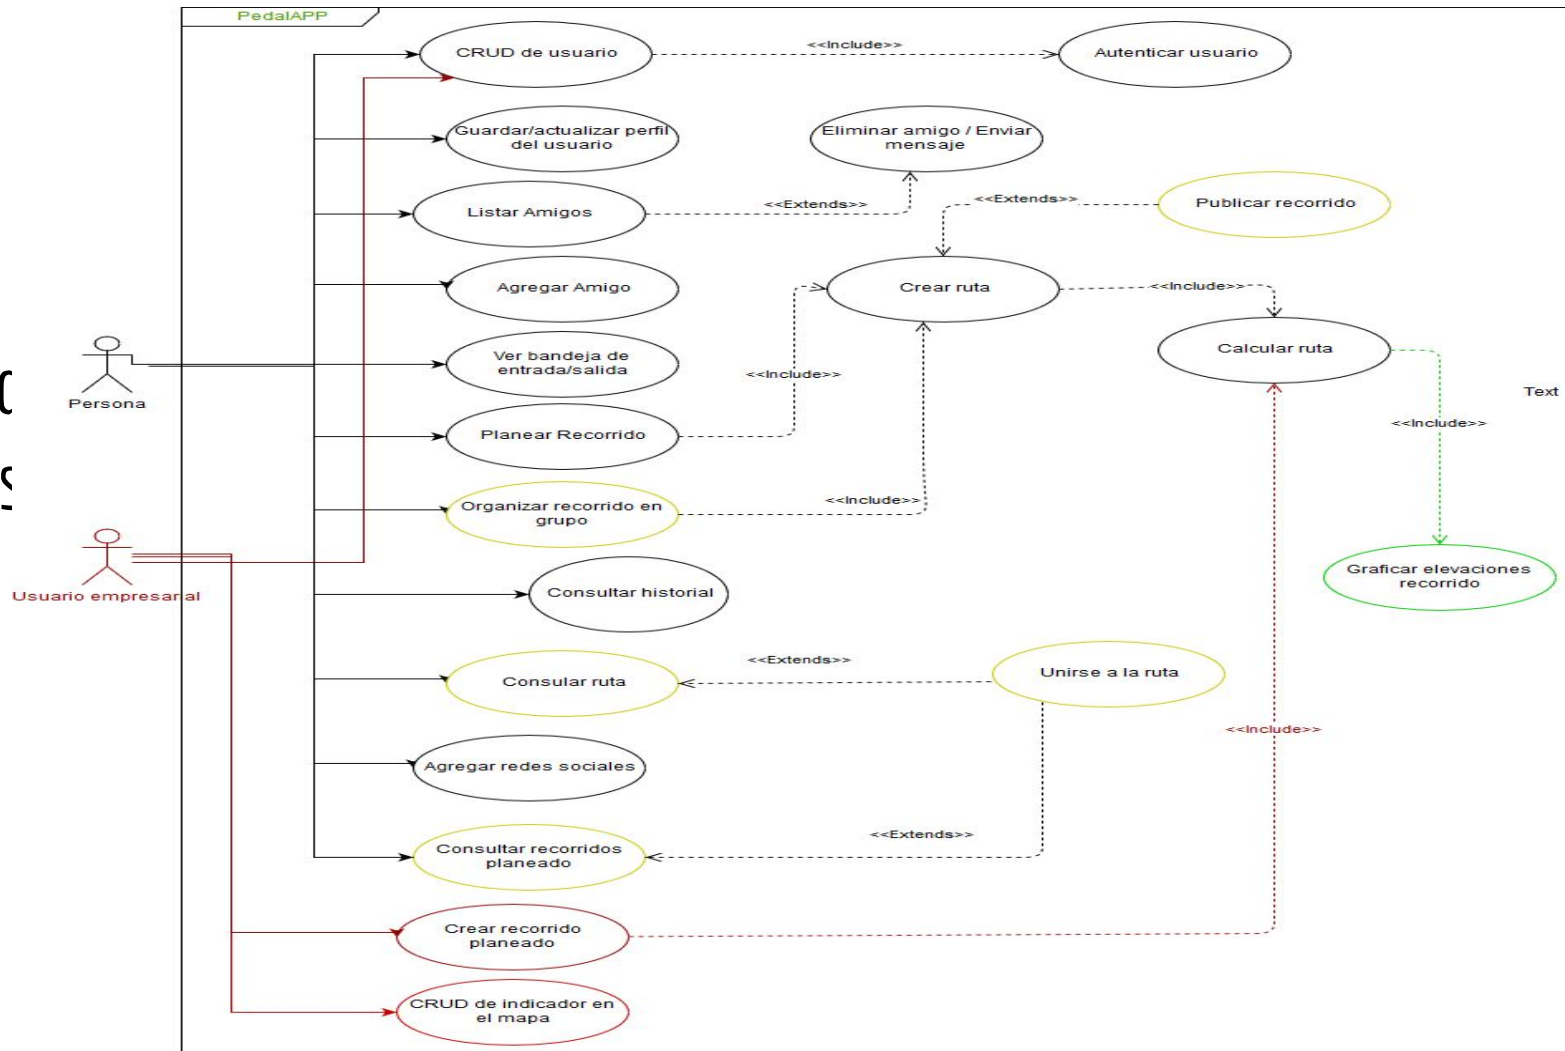 PedalAPP
CRUD de usuario
<<Include>>
Autenticar usuario
Guardar/actualizar perfil
del usuario
Eliminar amigo / Enviar
mensaje
Listar Amigos
<<Extends>>
<<Extends>>
Publicar recorrido
Agregar Amigo
Crear ruta
<<Include>>
Ver bandeja de
entrada/salida
Calcular ruta
<<Include>>
Persona
Text
Planear Recorrido
<<Include>>
Organizar recorrido en
grupo
<<Include>>
Usuario empresarial
Consultar historial
Graficar elevaciones
recorrido
Consular ruta
<<Extends>>
Unirse a la ruta
<<Include>>
Agregar redes sociales
Consultar recorridos
planeado
<<Extends>>
Crear recorrido
planeado
CRUD de indicador en
el mapa